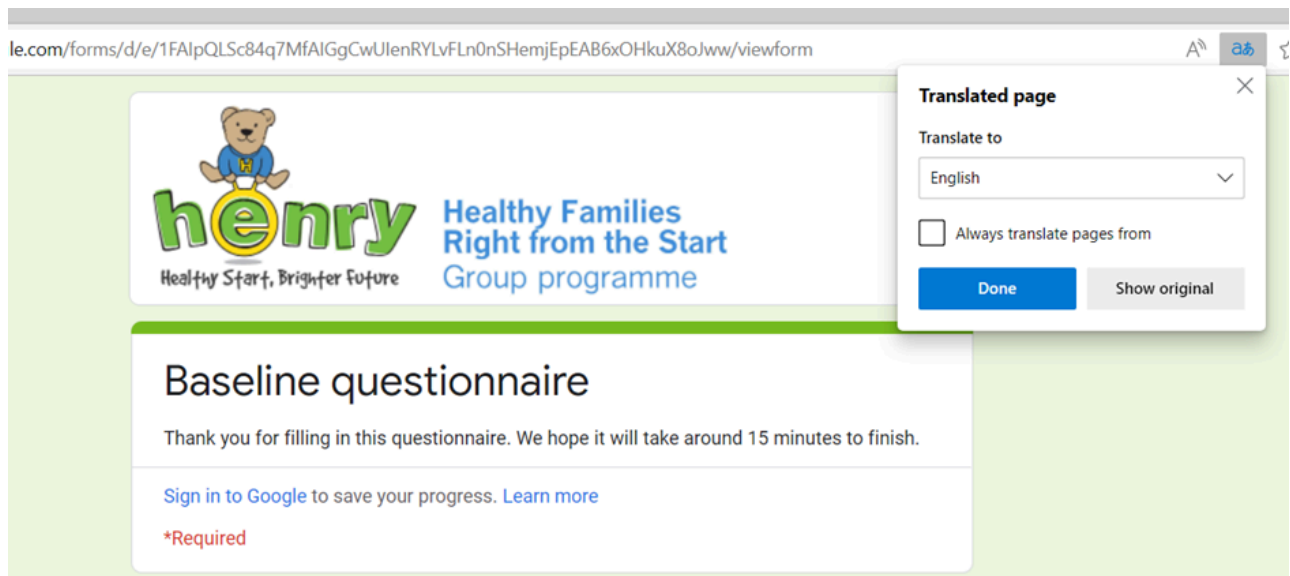 le.com/forms/d/e/1FAIpQLSc84q7MfAIGgCwUIenRYLvFLn0nSHemjEpEAB6xOHkuX8oJww/viewform
A
aあ
Translated page
Translate to
English
Always translate pages from
Done
Show original
H
henry
Healthy Start, Brighter Future
Healthy Families
Right from the Start
Group programme
Baseline questionnaire
Thank you for filling in this questionnaire. We hope it will take around 15 minutes to finish.
Sign in to Google to save your progress. Learn more
*Required